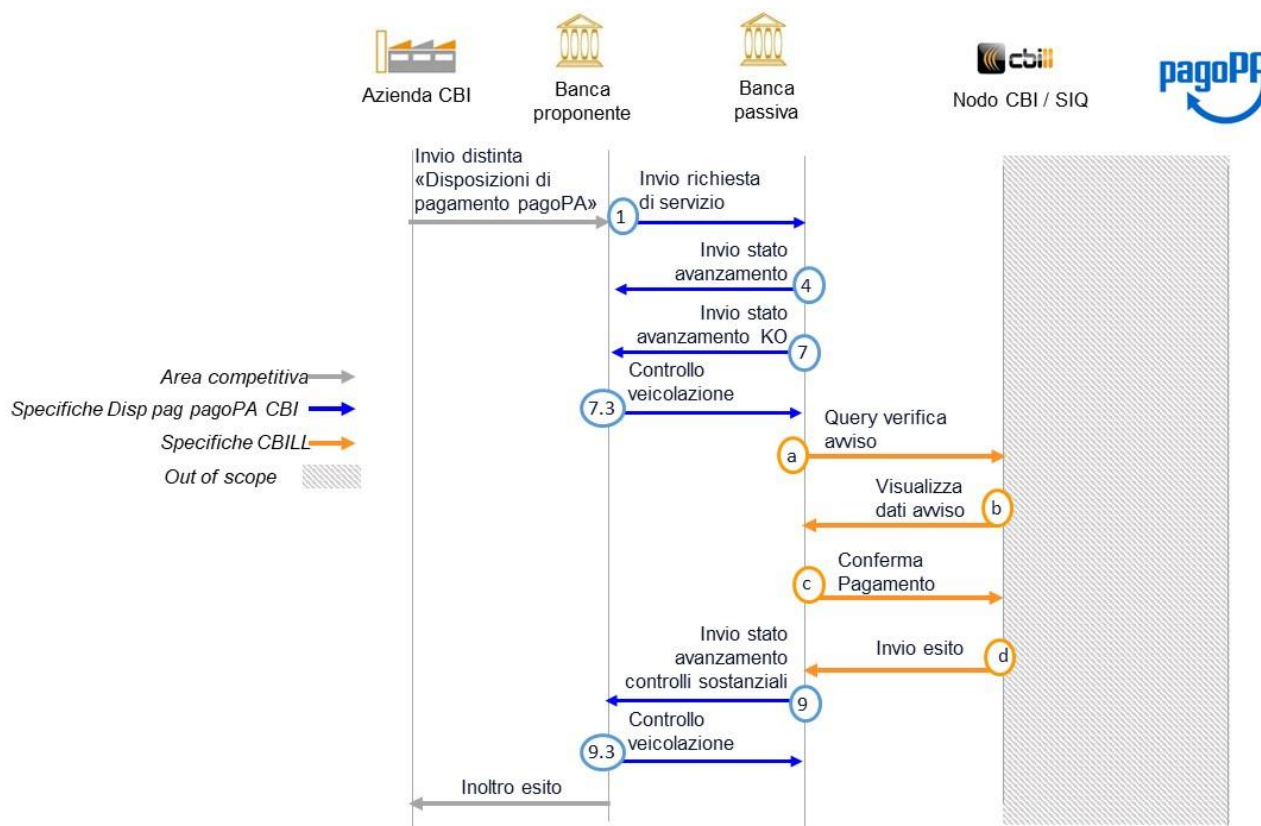 cbill
pagoPA
Azienda CBI
Banca
proponente
Banca
passiva
Nodo CBI / SIQ
Invio distinta
«Disposizioni di
pagamento pagoPA»
1
Invio richiesta
di servizio
Invio stato
avanzamento
4
Invio stato
avanzamento KO
7
Controllo
veicolazione
7.3
Area competitiva
Specifiche Disp pag pagoPA CBI
Specifiche CBILL
Out of scope
Query verifica
avviso
a
Visualizza
dati avviso
b
Conferma
Pagamento
c
Invio esito
d
Invio stato
avanzamento
controlli sostanziali
9
Controllo
veicolazione
9.3
Inoltro esito